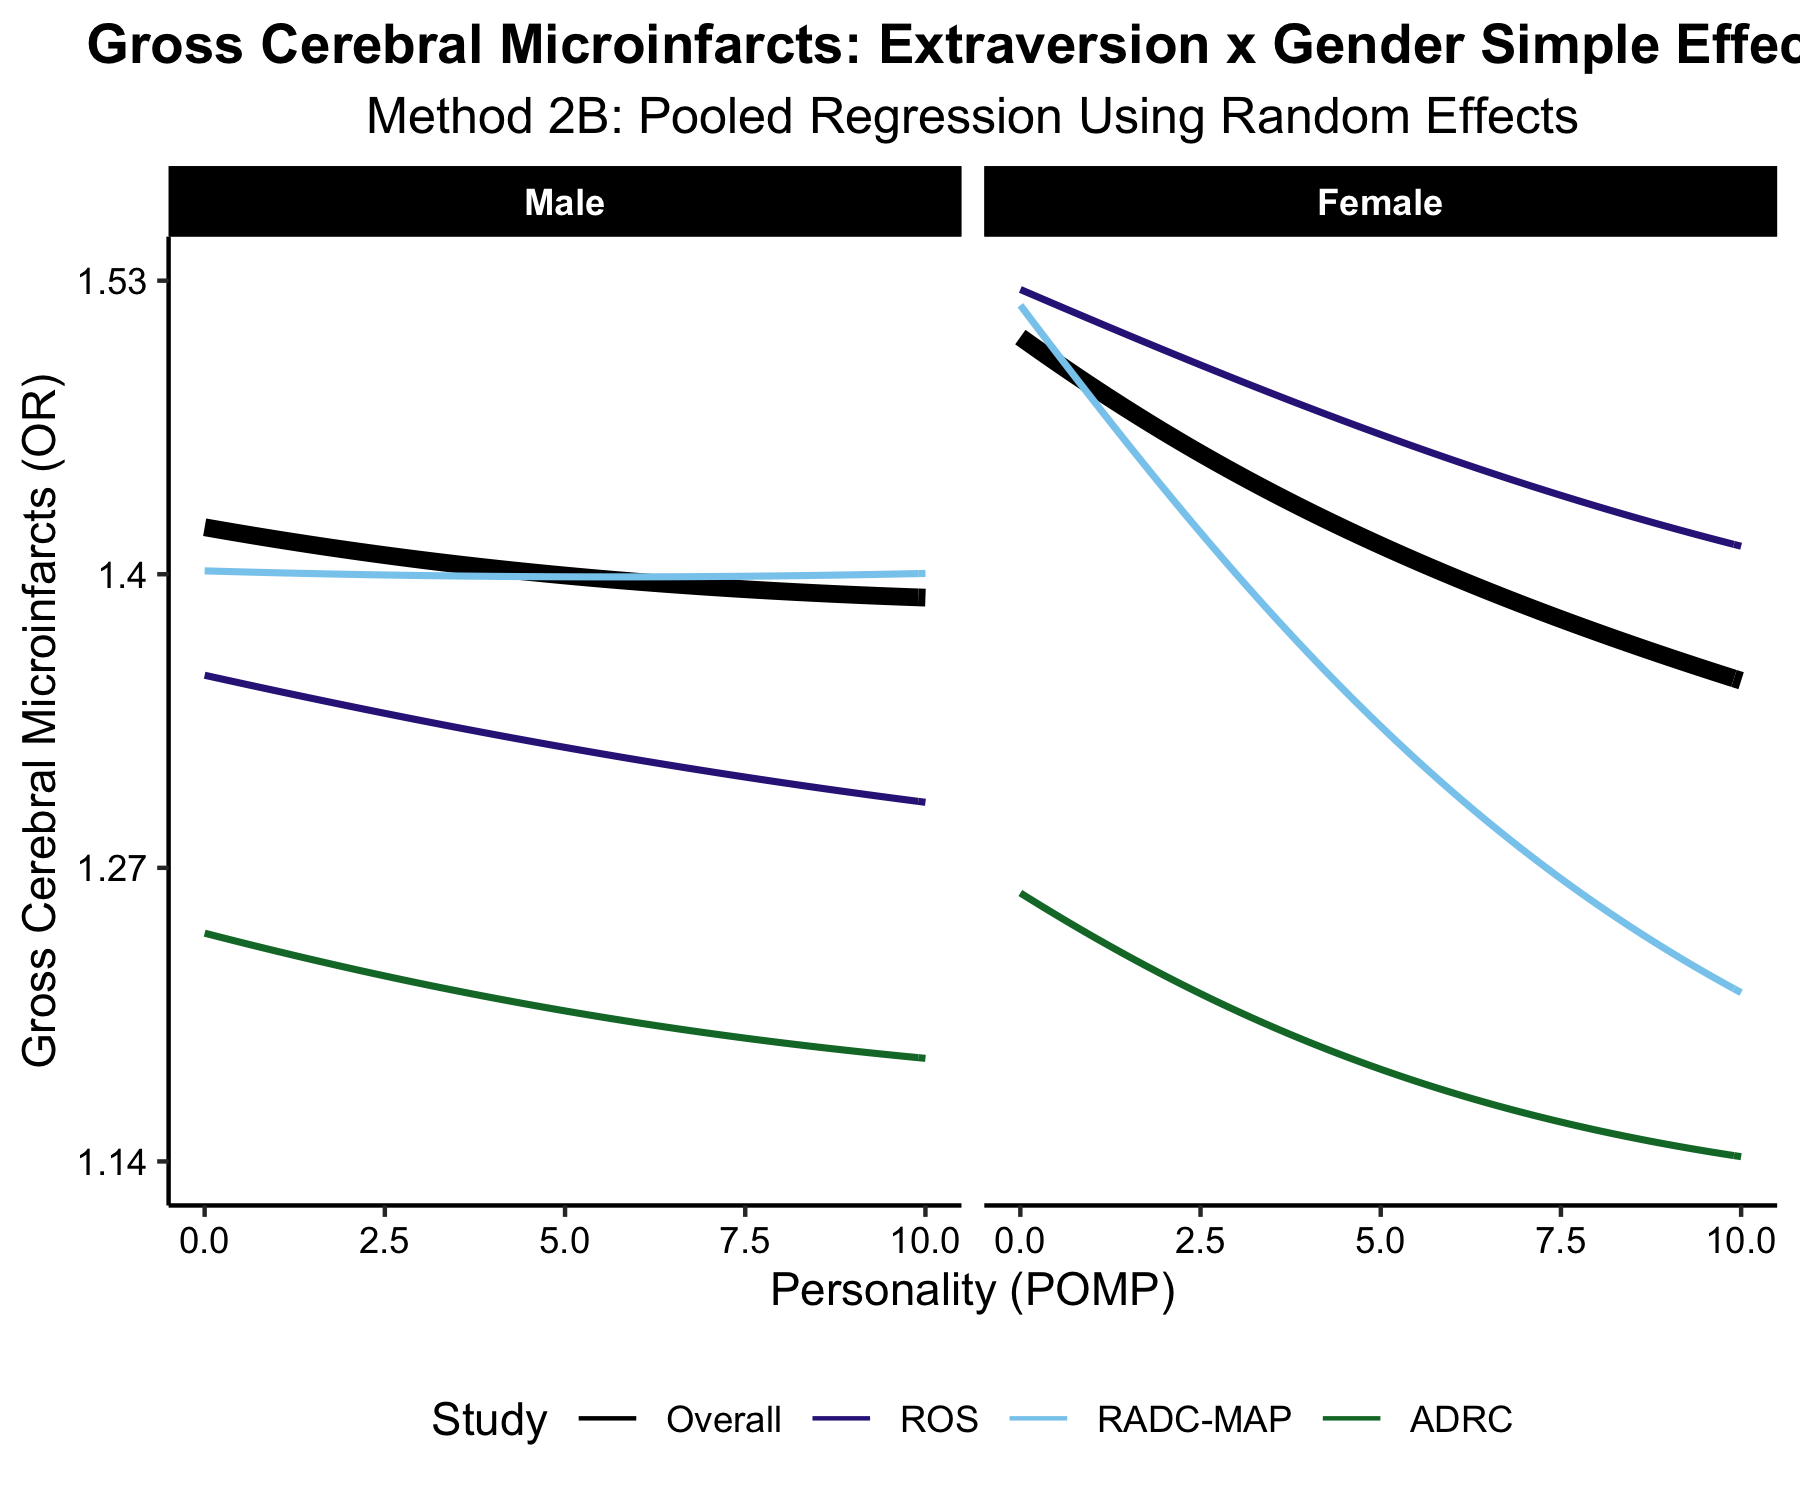 Gross Cerebral Microinfarcts: Extraversion x Gender Simple Effec
Method 2B: Pooled Regression Using Random Effects
Male
Female
Gross Cerebral Microinfarcts (OR)
1.53
1.4
1.27
1.14
0.0 2.5 5.0 7.5 10.0
0.0 2.5 5.0 7.5 10.0
Personality (POMP)
Study Overall ROS RADC-MAP ADRC